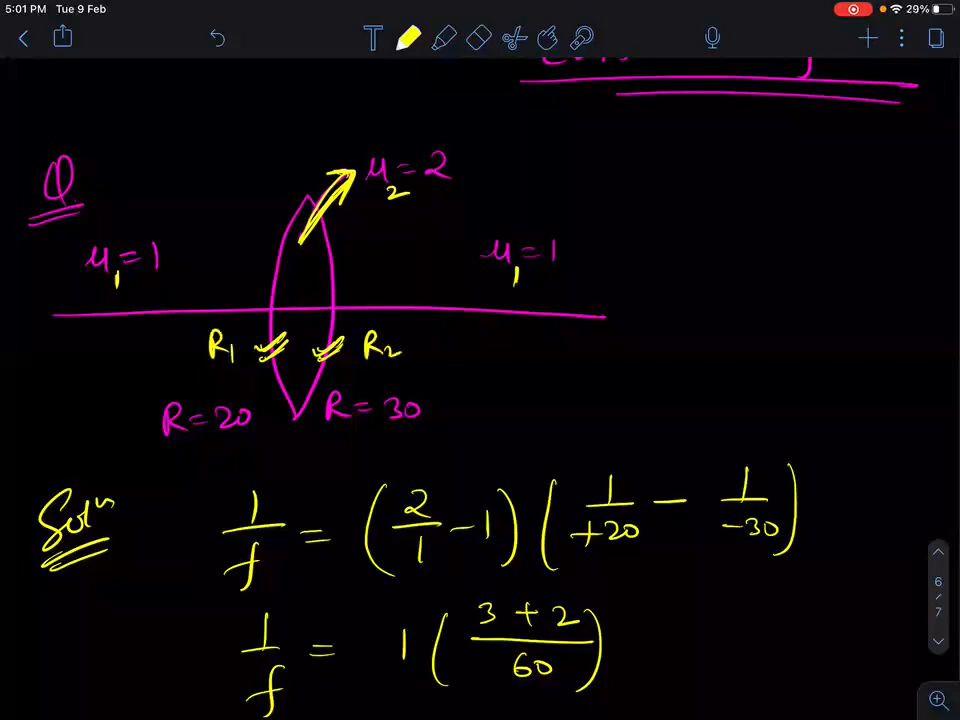 5:01 PM Tue 9 Feb 29%
T
Q
μ₂ = 2
μ₁ = 1
μ₁ = 1
R₁ R₂
R = 20 R = 30
Solⁿ 1/f = (2/1 - 1) (1/+20 - 1/-30)
1/f = 1 (3 + 2/60)
6
/
7